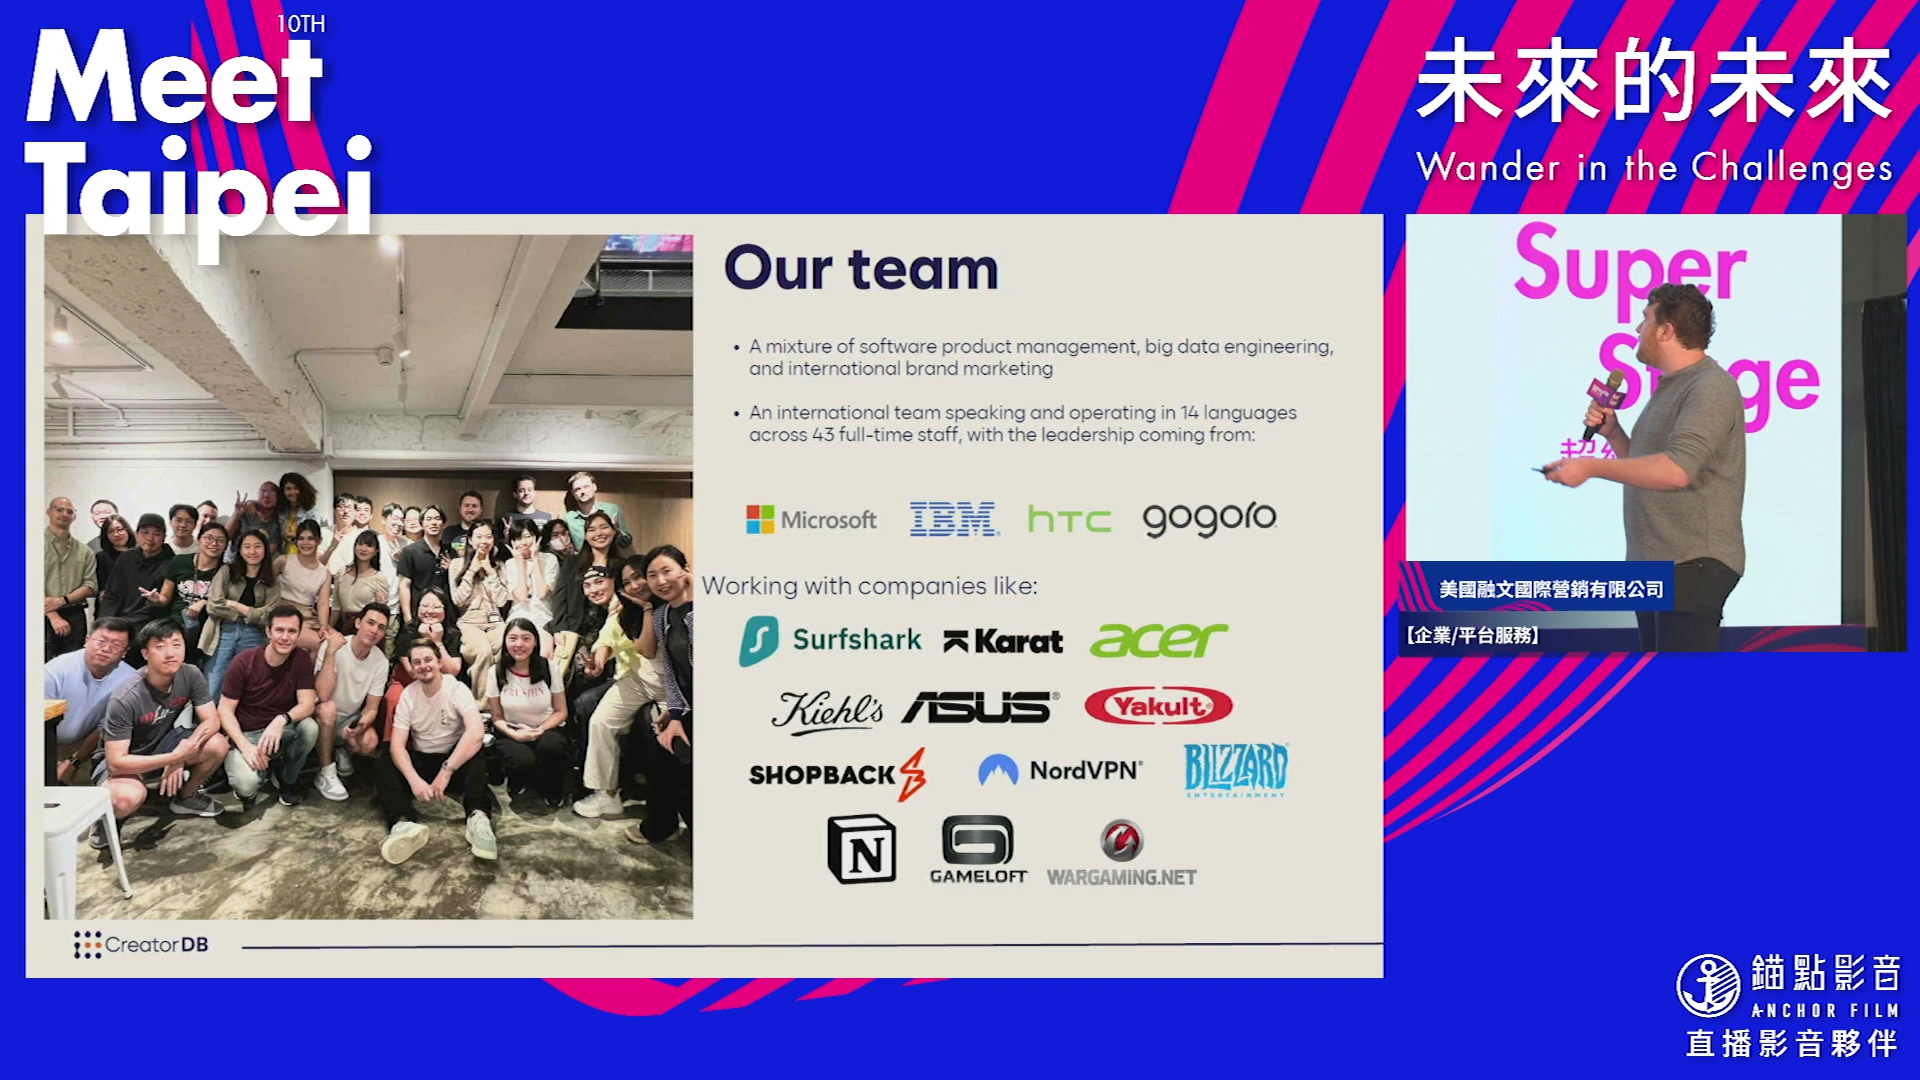 10TH
Meet
Taipei
未來的未來
Wander in the Challenges
Our team
• A mixture of software product management, big data engineering,
and international brand marketing
• An international team speaking and operating in 14 languages
across 43 full-time staff, with the leadership coming from:
Microsoft IBM hTC gogoro
Working with companies like:
Surfshark Karat acer
Kiehl's ASUS Yakult
SHOPBACK NordVPN BLIZZARD
ENTERTAINMENT
N GAMELOFT WARGAMING.NET
CreatorDB
Super
Stage
超
美國融文國際營銷有限公司
【企業/平台服務】
錨點影音
ANCHOR FILM
直播影音夥伴